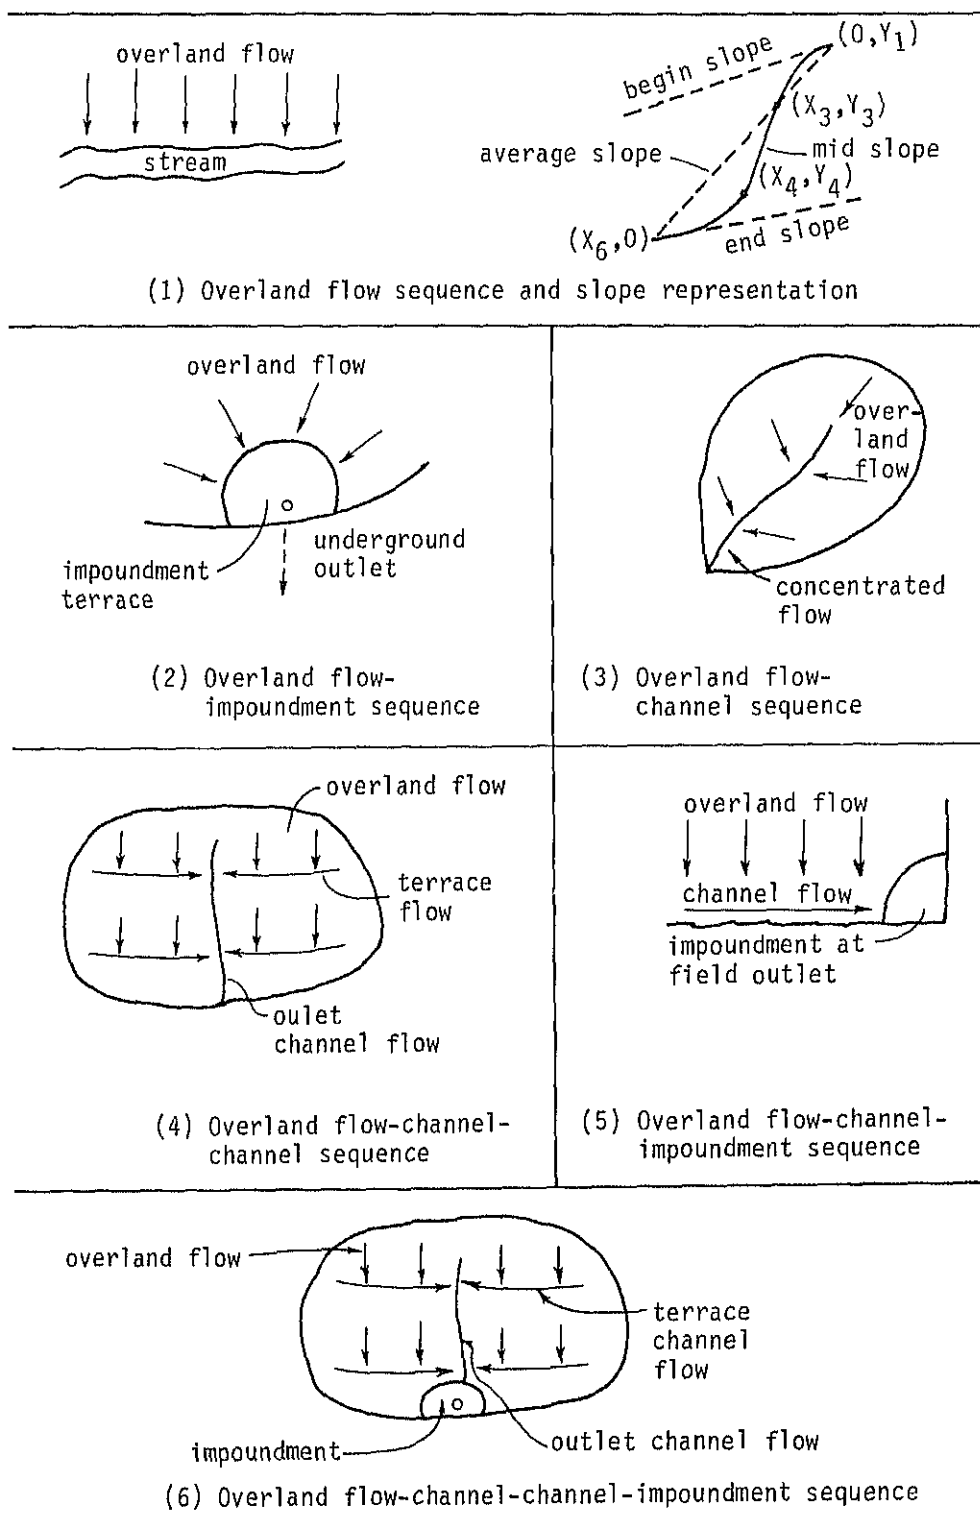 overland flow
stream
begin slope
(O,Y1)
(X3,Y3)
average slope
mid slope
(X4,Y4)
(X6,O)
end slope
(1) Overland flow sequence and slope representation
overland flow
impoundment
terrace
underground
outlet
(2) Overland flow-
impoundment sequence
over-
land
flow
concentrated
flow
(3) Overland flow-
channel sequence
overland flow
terrace
flow
oulet
channel flow
(4) Overland flow-channel-
channel sequence
overland flow
channel flow
impoundment at
field outlet
(5) Overland flow-channel-
impoundment sequence
overland flow
terrace
channel
flow
impoundment
outlet channel flow
(6) Overland flow-channel-channel-impoundment sequence